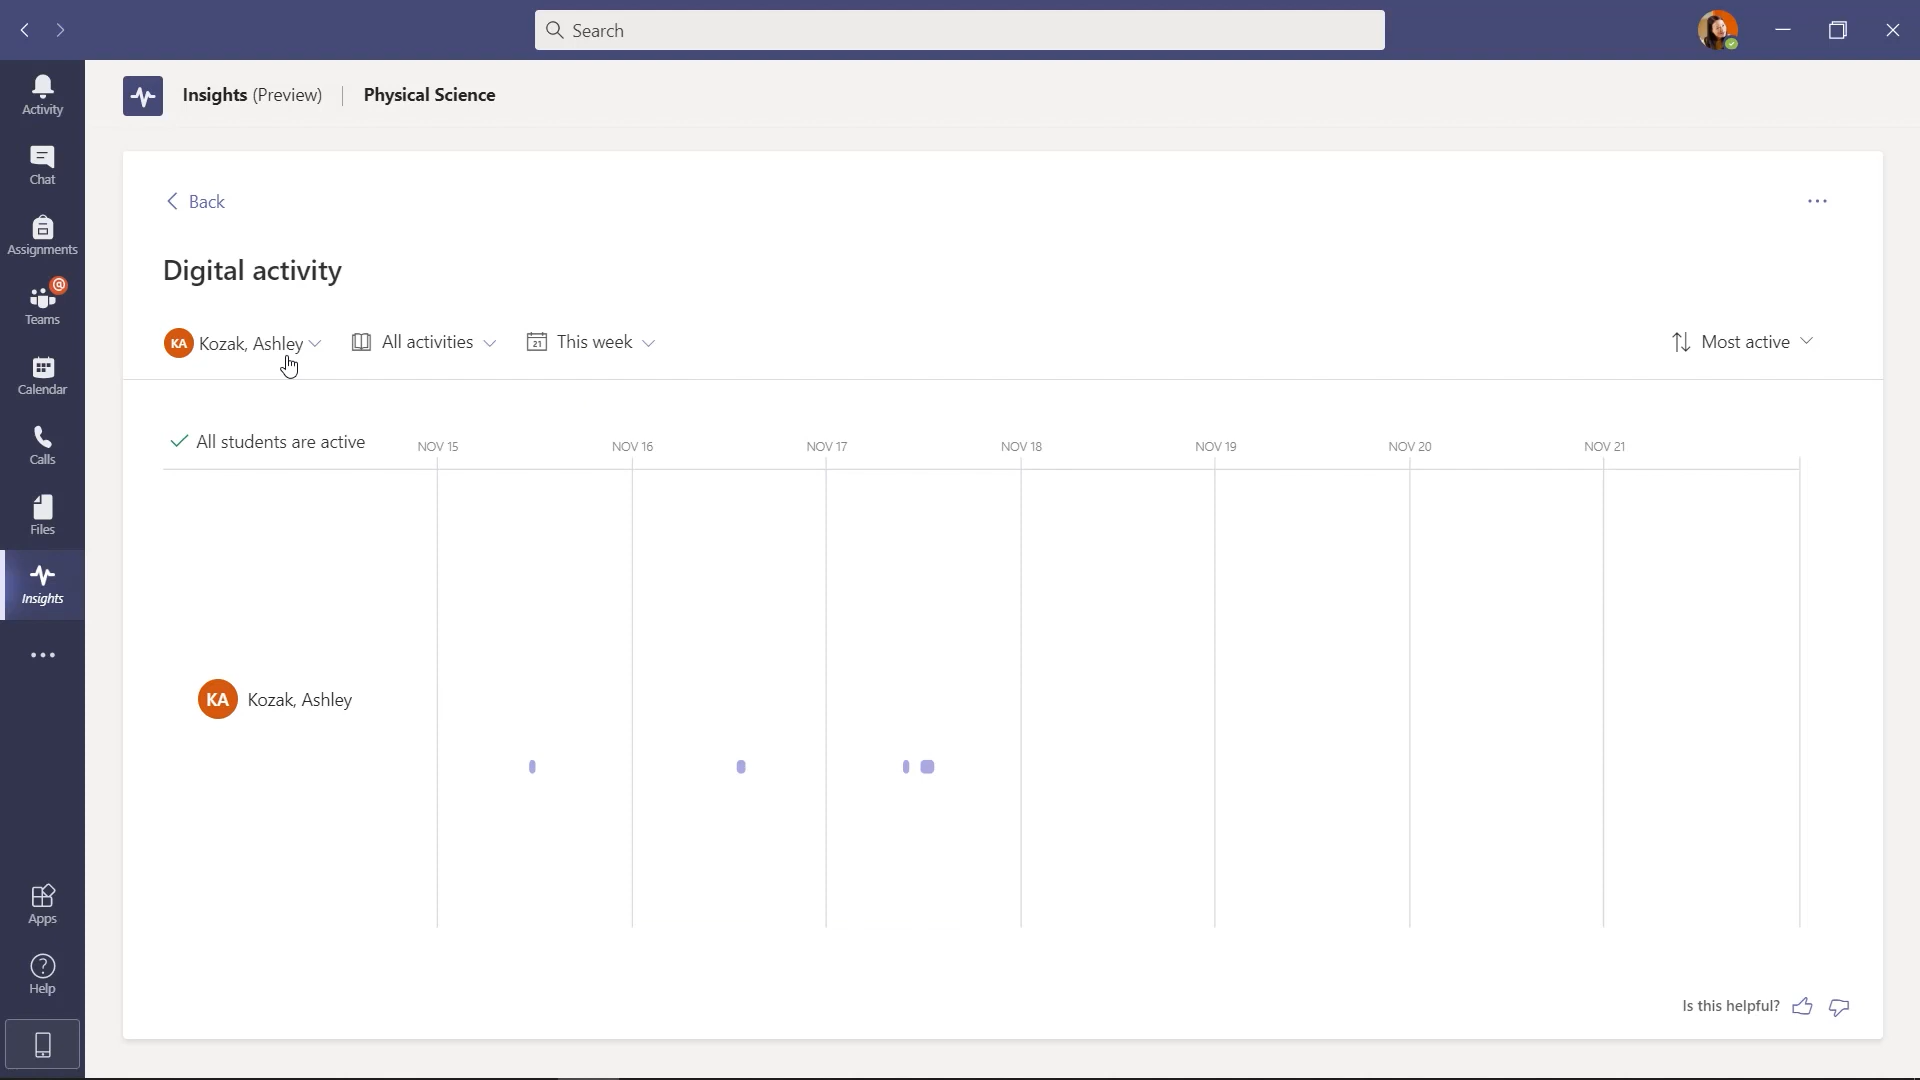 Search
Activity
Chat
Assignments
@
Teams
Calendar
Calls
Files
Insights
Apps
Help
Insights (Preview) | Physical Science
Back
Digital activity
KA Kozak, Ashley
All activities
21 This week
Most active
All students are active
NOV 15 NOV 16 NOV 17 NOV 18 NOV 19 NOV 20 NOV 21
KA Kozak, Ashley
Is this helpful?